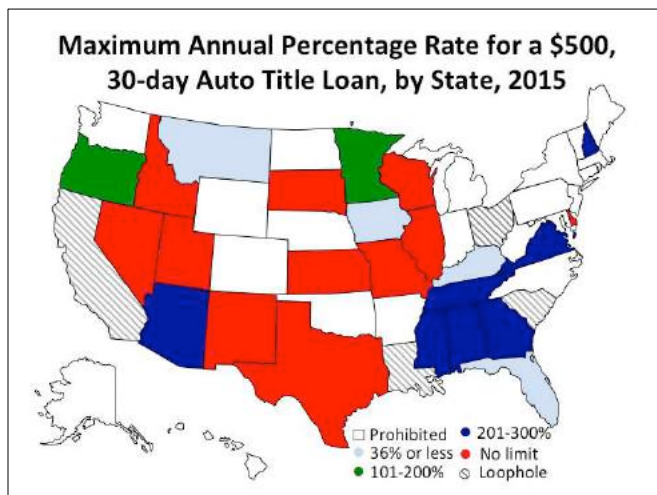 Maximum Annual Percentage Rate for a $500,
30-day Auto Title Loan, by State, 2015
Prohibited
36% or less
101-200%
201-300%
No limit
Loophole